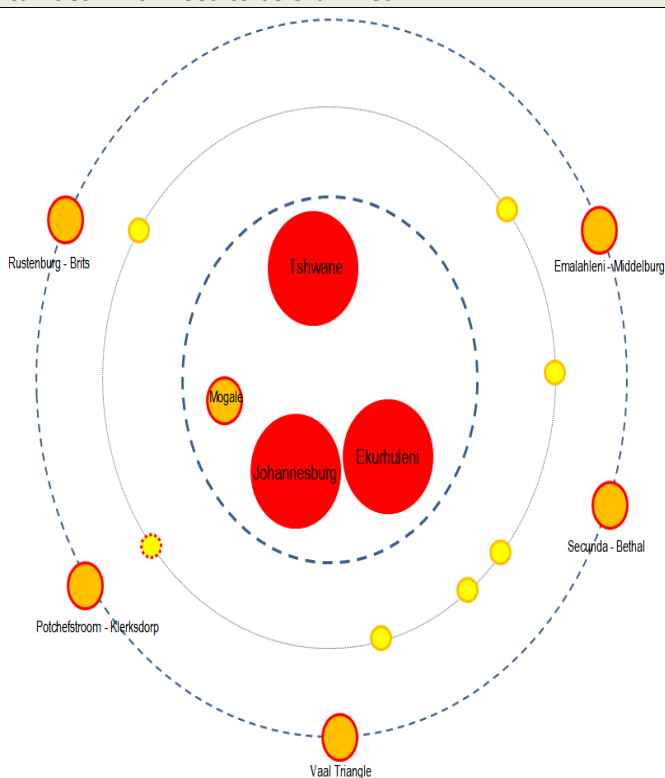 Tshwane
Rustenburg - Brits
Emalahleni - Middelburg
Mogale
Ekurhuleni
Johannesburg
Secunda - Bethal
Potchefstroom - Klerksdorp
Vaal Triangle